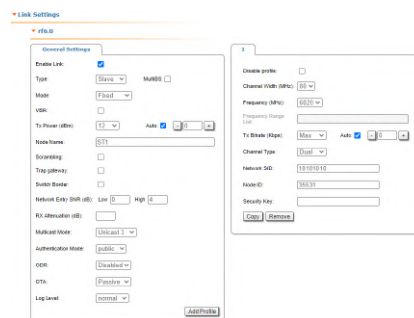 Link Settings
rf6.0
General Settings
Enable Link:
Type Slave MultiBS
Mode: Fixed
VBR:
Tx Power (dBm): 12 Auto: - 0 +
Node Name: ST1
Scrambling:
Trap gateway:
Switch Border
Network Entry SNR (dB): Low 0 High 4
RX Attenuation (dB):
Multicast Mode: Unicast 3
Authentication Mode: public
ODR: Disabled
DTA: Passive
Log Level: normal
Add Profile
1
Disable profile:
Channel Width (MHz): 80
Frequency (MHz): 6020
Frequency Range List:
Tx Bitrate (Kbps): Max Auto: - 0 +
Channel Type: Dual
Network SID: 10101010
Node ID: 35531
Security Key:
Copy Remove